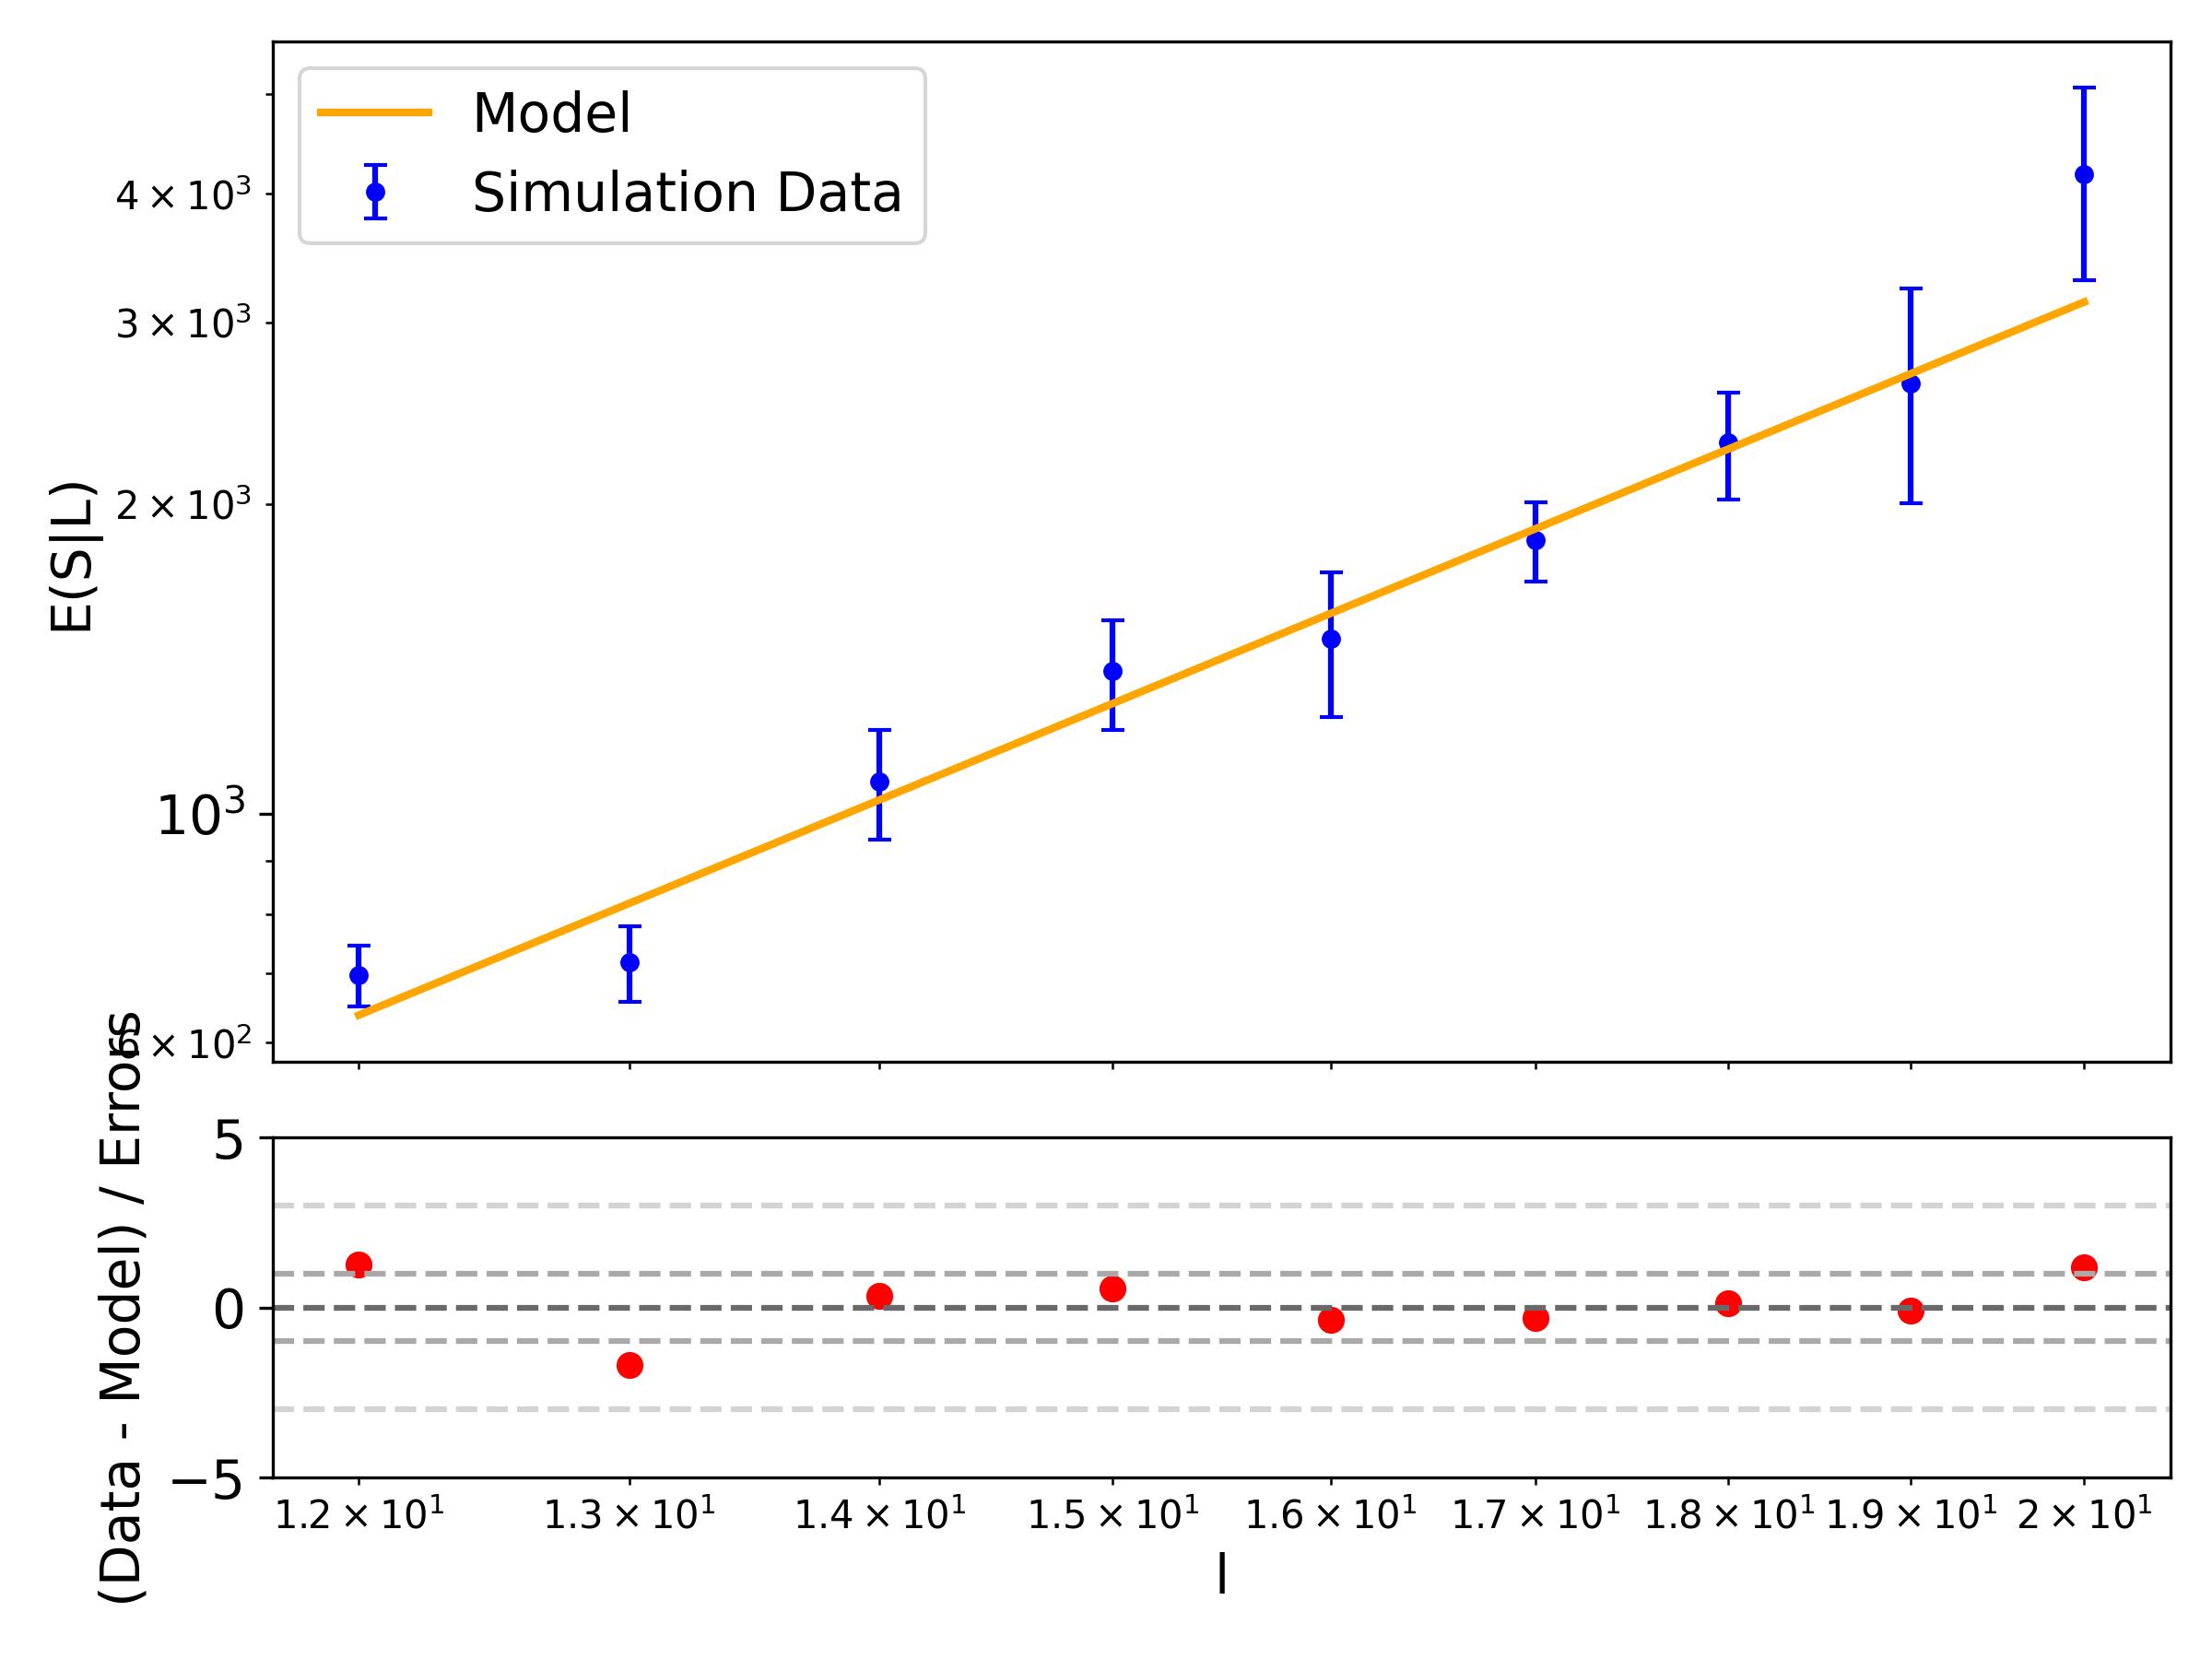 Model
Simulation Data
4 × 10³
3 × 10³
2 × 10³
10³
6 × 10²
E(S|L)
5
0
−5
(Data - Model) / Errors
1.2 × 10¹ 1.3 × 10¹ 1.4 × 10¹ 1.5 × 10¹ 1.6 × 10¹ 1.7 × 10¹ 1.8 × 10¹ 1.9 × 10¹ 2 × 10¹
l